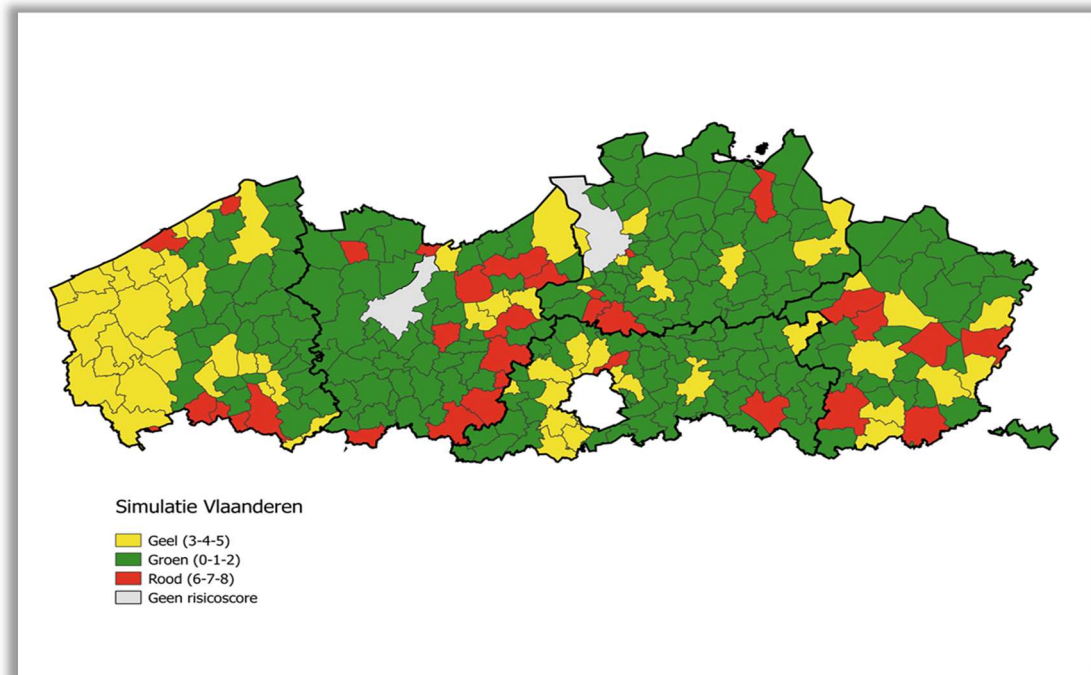 Simulatie Vlaanderen
Geel (3-4-5)
Groen (0-1-2)
Rood (6-7-8)
Geen risicoscore